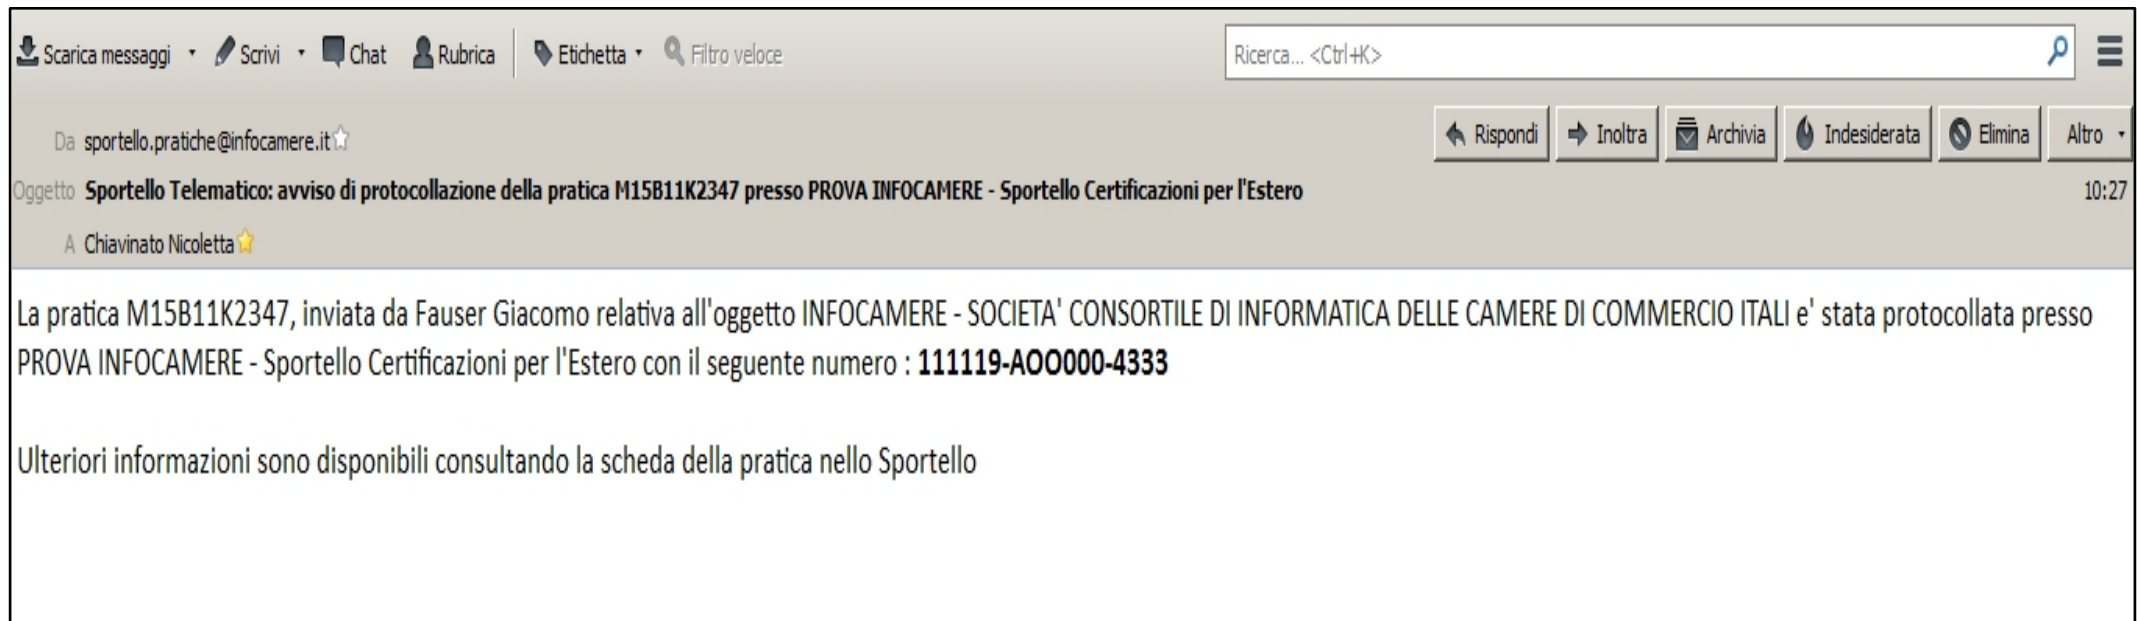 Scarica messaggi Scrivi Chat Rubrica Etichetta Filtro veloce Ricerca... <Ctrl+K>
Da sportello.pratiche@infocamere.it Rispondi Inoltra Archivia Indesiderata Elimina Altro
Oggetto Sportello Telematico: avviso di protocollazione della pratica M15B11K2347 presso PROVA INFOCAMERE - Sportello Certificazioni per l'Estero 10:27
A Chiavinato Nicoletta
La pratica M15B11K2347, inviata da Fauser Giacomo relativa all'oggetto INFOCAMERE - SOCIETA' CONSORTILE DI INFORMATICA DELLE CAMERE DI COMMERCIO ITALI e' stata protocollata presso
PROVA INFOCAMERE - Sportello Certificazioni per l'Estero con il seguente numero : 111119-AOO000-4333
Ulteriori informazioni sono disponibili consultando la scheda della pratica nello Sportello